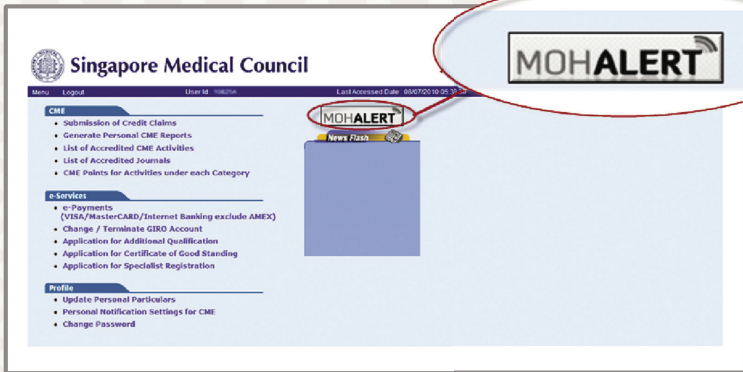 MOHALERT
Singapore Medical Council
Menu Logout User Id Last Accessed Date 08/07/2010
CME
Submission of Credit Claims
Generate Personal CME Reports
List of Accredited CME Activities
List of Accredited Journals
CME Points for Activities under each Category
MOHALERT
News Flash
e-Services
e-Payments
(VISA/MasterCARD/Internet Banking exclude AMEX)
Change / Terminate GIRO Account
Application for Additional Qualification
Application for Certificate of Good Standing
Application for Specialist Registration
Profile
Update Personal Particulars
Personal Notification Settings for CME
Change Password